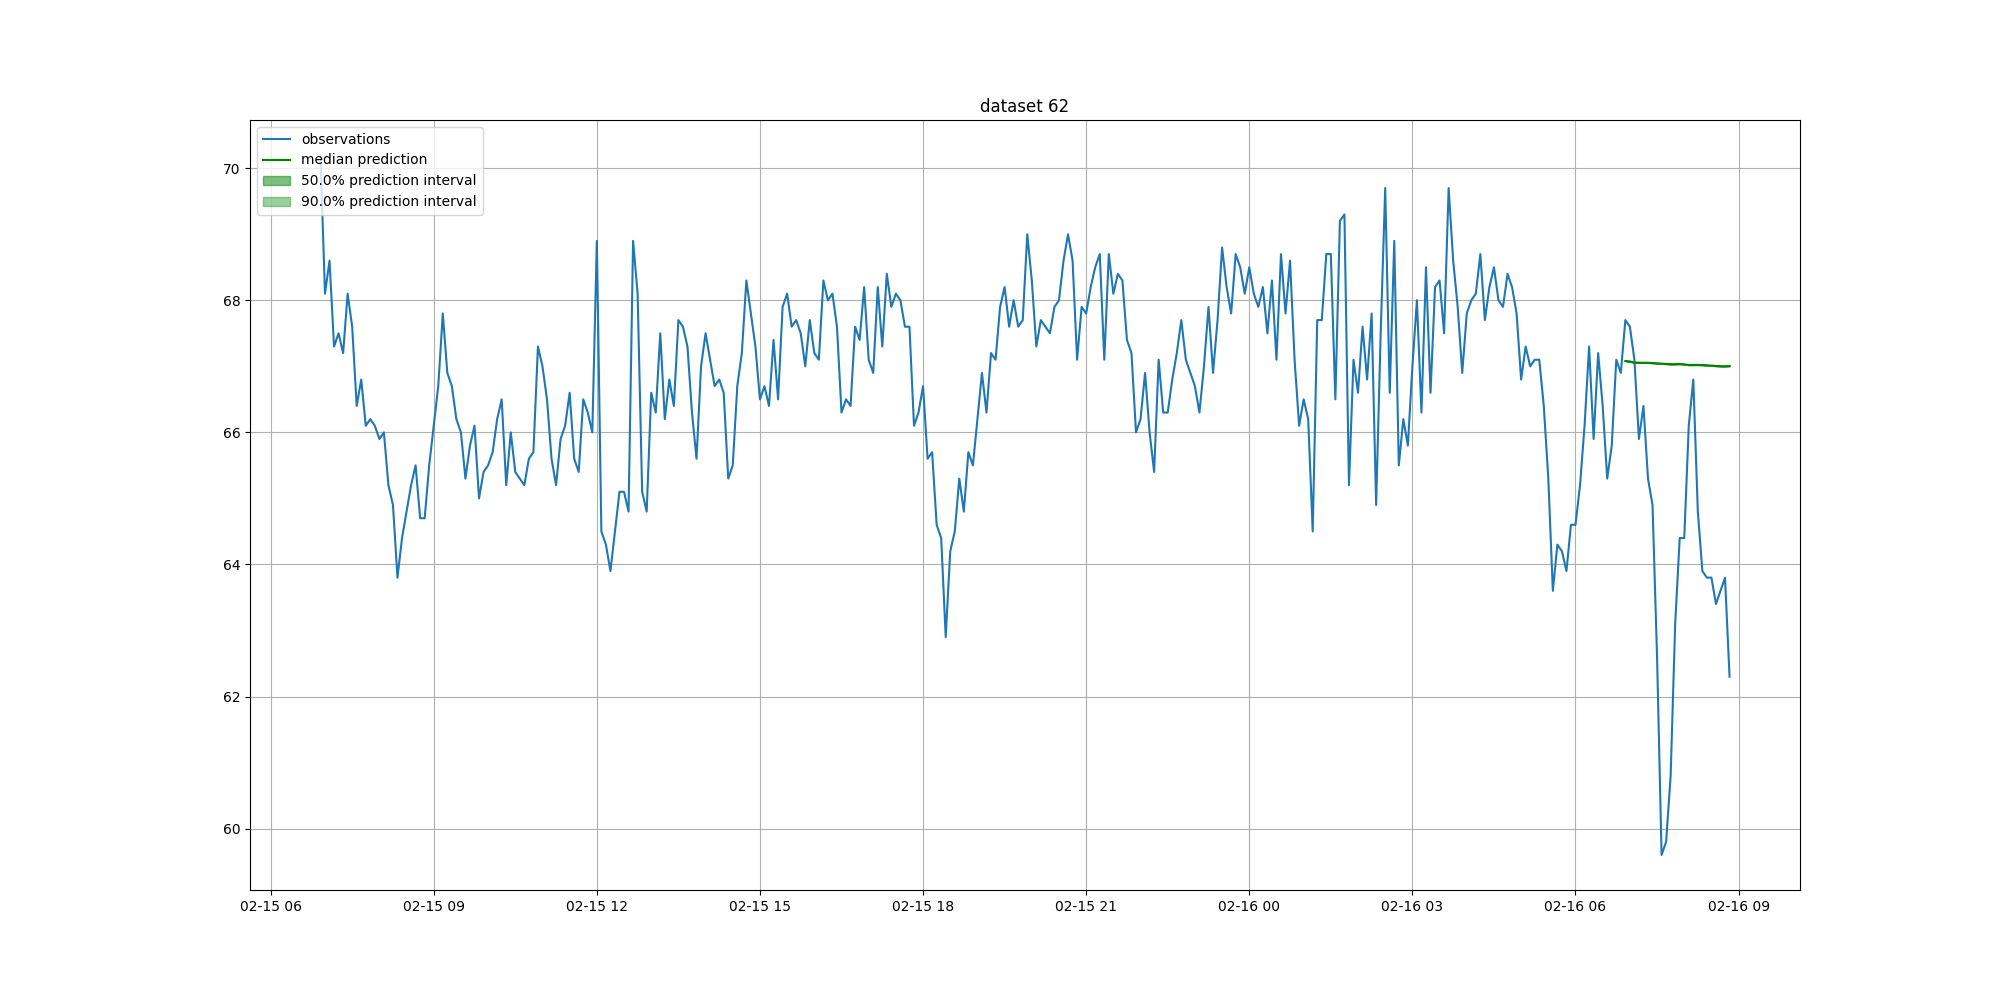 dataset 62
observations
median prediction
50.0% prediction interval
90.0% prediction interval
70
68
66
64
62
60
02-15 06 02-15 09 02-15 12 02-15 15 02-15 18 02-15 21 02-16 00 02-16 03 02-16 06 02-16 09